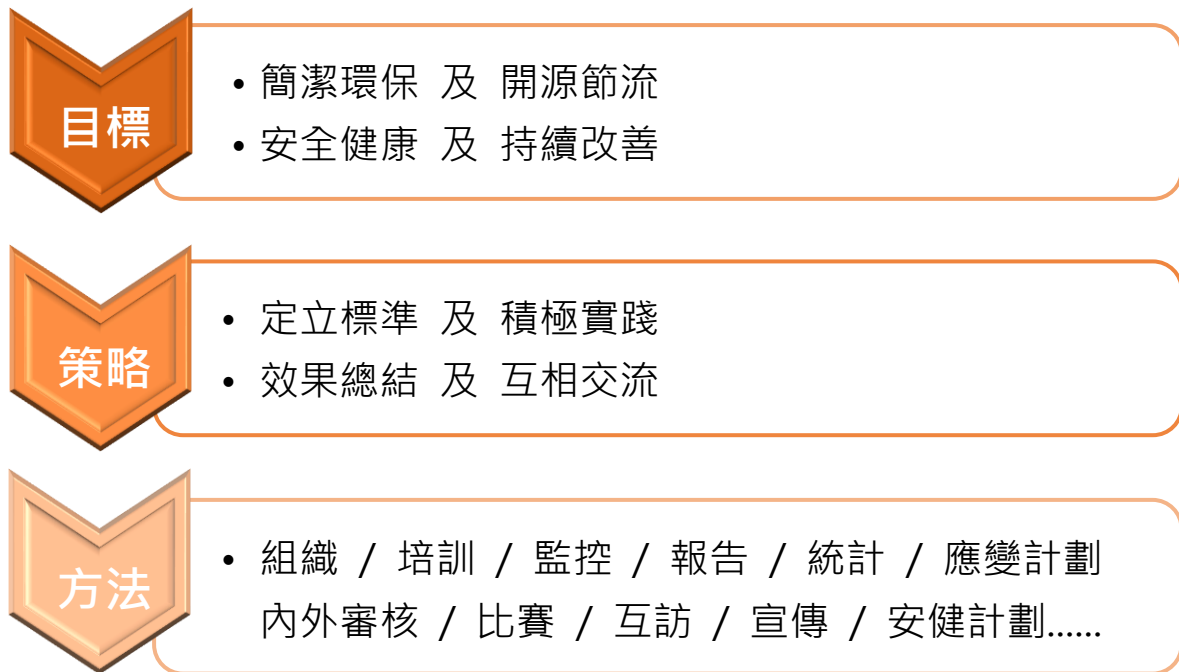 目標
• 簡潔環保 及 開源節流
• 安全健康 及 持續改善
策略
• 定立標準 及 積極實踐
• 效果總結 及 互相交流
方法
• 組織 / 培訓 / 監控 / 報告 / 統計 / 應變計劃
內外審核 / 比賽 / 互訪 / 宣傳 / 安健計劃......